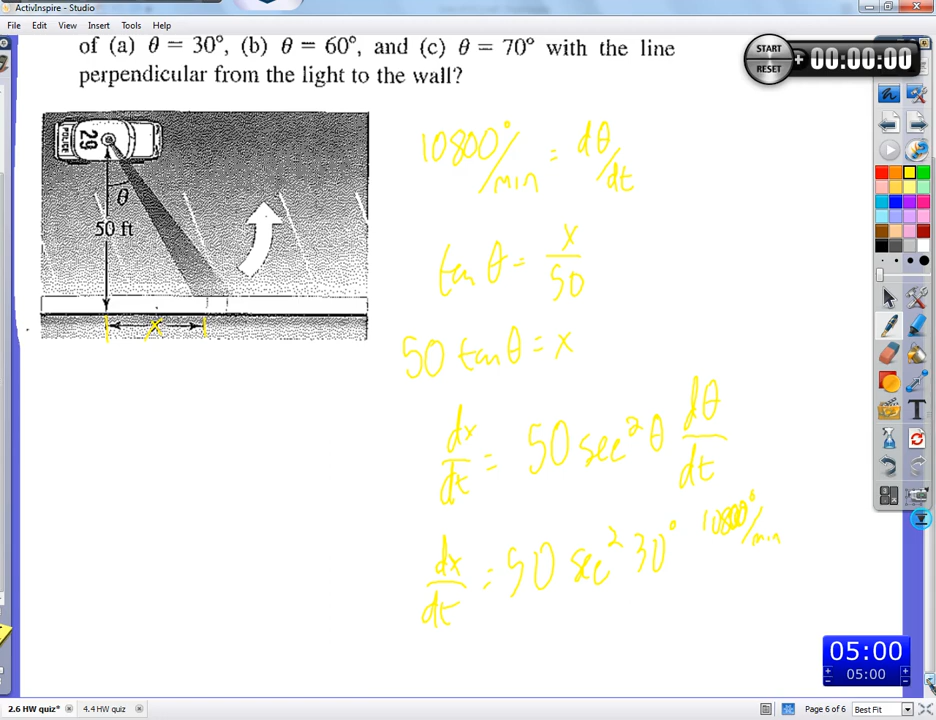 ActivInspire - Studio
File Edit View Insert Tools Help
of (a) θ = 30°, (b) θ = 60°, and (c) θ = 70° with the line
perpendicular from the light to the wall?
START
RESET
+ 00:00:00
POLICE
29
θ
50 ft
x
10800°/min = dθ/dt
tan θ = x/50
50 tan θ = x
dx/dt = 50 sec² θ dθ/dt
dx/dt = 50 sec² 30° 10800°/min
05:00
05:00
2.6 HW quiz*
4.4 HW quiz
Page 6 of 6
Best Fit